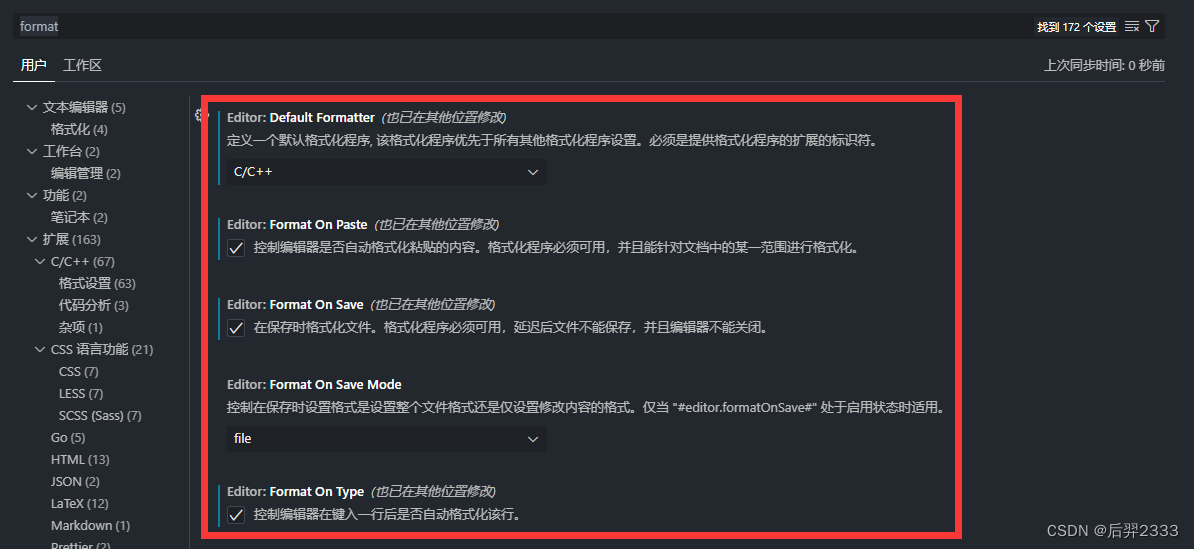 format
找到 172 个设置
用户 工作区
上次同步时间: 0 秒前
文本编辑器 (5)
格式化 (4)
工作台 (2)
编辑管理 (2)
功能 (2)
笔记本 (2)
扩展 (163)
C/C++ (67)
格式设置 (63)
代码分析 (3)
杂项 (1)
CSS 语言功能 (21)
CSS (7)
LESS (7)
SCSS (Sass) (7)
Go (5)
HTML (13)
JSON (2)
LaTeX (12)
Markdown (1)
Prettier (2)
Editor: Default Formatter (也已在其他位置修改)
定义一个默认格式化程序, 该格式化程序优先于所有其他格式化程序设置。必须是提供格式化程序的扩展的标识符。
C/C++
Editor: Format On Paste (也已在其他位置修改)
控制编辑器是否自动格式化粘贴的内容。格式化程序必须可用，并且能针对文档中的某一范围进行格式化。
Editor: Format On Save (也已在其他位置修改)
在保存时格式化文件。格式化程序必须可用，延迟后文件不能保存，并且编辑器不能关闭。
Editor: Format On Save Mode
控制在保存时设置格式是设置整个文件格式还是仅设置修改内容的格式。仅当 "#editor.formatOnSave#" 处于启用状态时适用。
file
Editor: Format On Type (也已在其他位置修改)
控制编辑器在键入一行后是否自动格式化该行。
CSDN @后羿2333